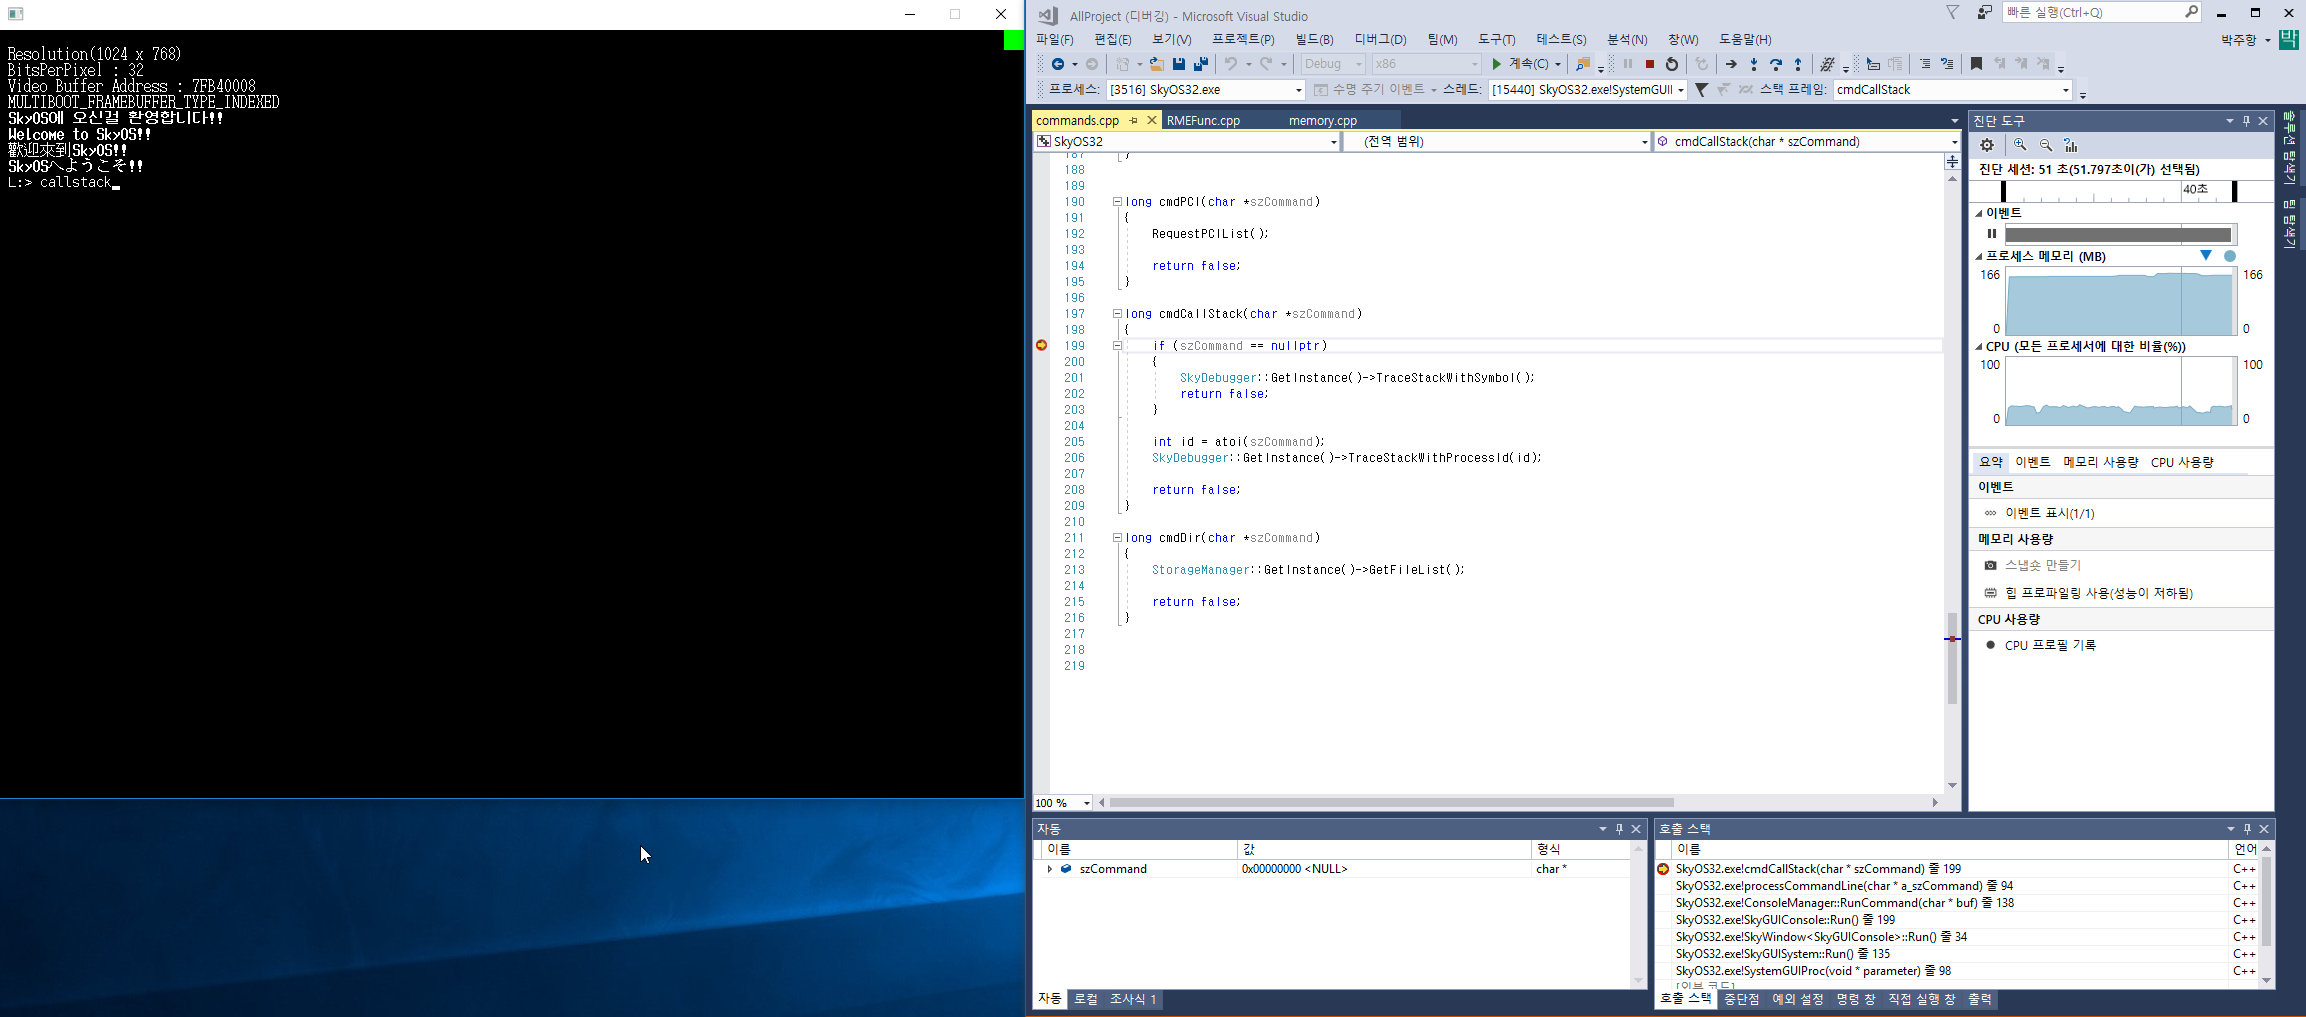 Resolution(1024 x 768)
BitsPerPixel : 32
Video Buffer Address : 7FB40008
MULTIBOOT_FRAMEBUFFER_TYPE_INDEXED
SkyOS에 오신걸 환영합니다!!
Welcome to SkyOS!!
歡迎來到SkyOS!!
SkyOSへようこそ!!
L:> callstack_
AllProject (디버깅) - Microsoft Visual Studio
빠른 실행(Ctrl+Q)
파일(F) 편집(E) 보기(V) 프로젝트(P) 빌드(B) 디버그(D) 팀(M) 도구(T) 테스트(S) 분석(N) 창(W) 도움말(H)
박주항 박
Debug x86 계속(C)
프로세스: [3516] SkyOS32.exe 수명 주기 이벤트 스레드: [15440] SkyOS32.exe!SystemGUII 스택 프레임: cmdCallStack
commands.cpp RMEFunc.cpp memory.cpp
SkyOS32 (전역 범위) cmdCallStack(char * szCommand)
187 }
188
189
190 long cmdPCI(char *szCommand)
191 {
192 RequestPCIList();
193
194 return false;
195 }
196
197 long cmdCallStack(char *szCommand)
198 {
199 if (szCommand == nullptr)
200 {
201 SkyDebugger::GetInstance()->TraceStackWithSymbol();
202 return false;
203 }
204
205 int id = atoi(szCommand);
206 SkyDebugger::GetInstance()->TraceStackWithProcessId(id);
207
208 return false;
209 }
210
211 long cmdDir(char *szCommand)
212 {
213 StorageManager::GetInstance()->GetFileList();
214
215 return false;
216 }
217
218
219
100 %
진단 도구
진단 세션: 51 초(51.797초이(가) 선택됨)
40초
이벤트
프로세스 메모리 (MB)
166 166
0 0
CPU (모든 프로세서에 대한 비율(%))
100 100
0 0
요약 이벤트 메모리 사용량 CPU 사용량
이벤트
이벤트 표시(1/1)
메모리 사용량
스냅숏 만들기
힙 프로파일링 사용(성능이 저하됨)
CPU 사용량
CPU 프로필 기록
솔루션 탐색기
팀 탐색기
자동
이름 값 형식
szCommand 0x00000000 <NULL> char *
자동 로컬 조사식 1
호출 스택
이름 언어
SkyOS32.exe!cmdCallStack(char * szCommand) 줄 199 C++
SkyOS32.exe!processCommandLine(char * a_szCommand) 줄 94 C++
SkyOS32.exe!ConsoleManager::RunCommand(char * buf) 줄 138 C++
SkyOS32.exe!SkyGUIConsole::Run() 줄 199 C++
SkyOS32.exe!SkyWindow<SkyGUIConsole>::Run() 줄 34 C++
SkyOS32.exe!SkyGUISystem::Run() 줄 135 C++
SkyOS32.exe!SystemGUIProc(void * parameter) 줄 98 C++
[외부 코드]
호출 스택 중단점 예외 설정 명령 창 직접 실행 창 출력